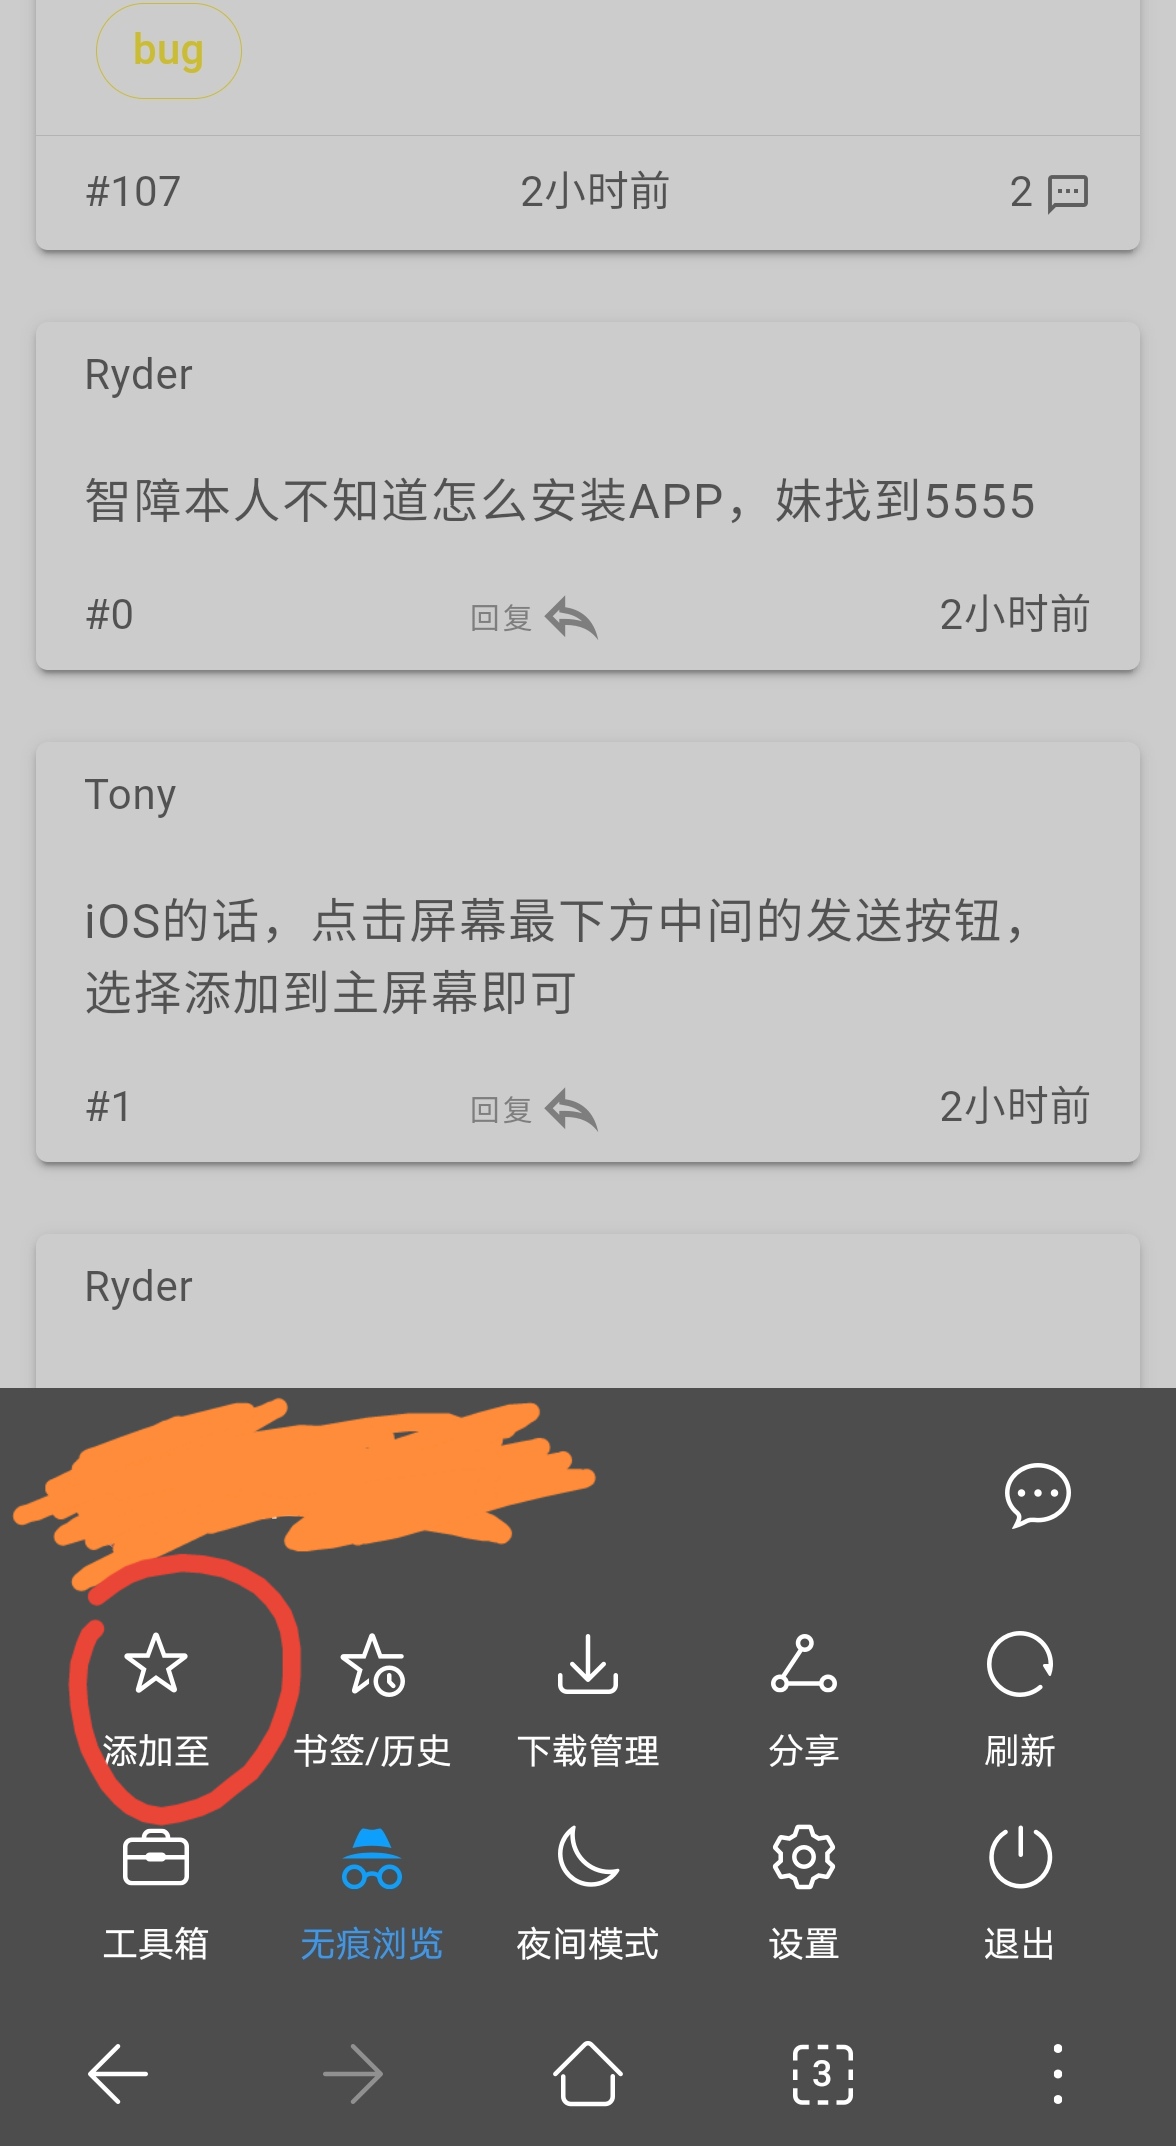 bug
#107 2小时前 2
Ryder
智障本人不知道怎么安装APP，妹找到5555
#0 回复 2小时前
Tony
iOS的话，点击屏幕最下方中间的发送按钮，
选择添加到主屏幕即可
#1 回复 2小时前
Ryder
添加至 书签/历史 下载管理 分享 刷新
工具箱 无痕浏览 夜间模式 设置 退出
3